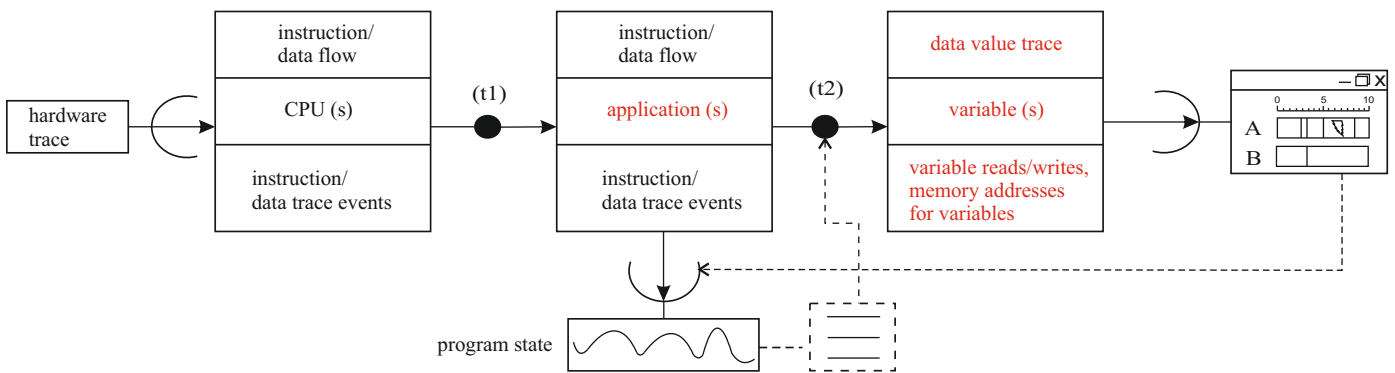 hardware
trace
instruction/
data flow
CPU (s)
instruction/
data trace events
(t1)
instruction/
data flow
application (s)
instruction/
data trace events
(t2)
data value trace
variable (s)
variable reads/writes,
memory addresses
for variables
X
0 5 10
A
B
program state